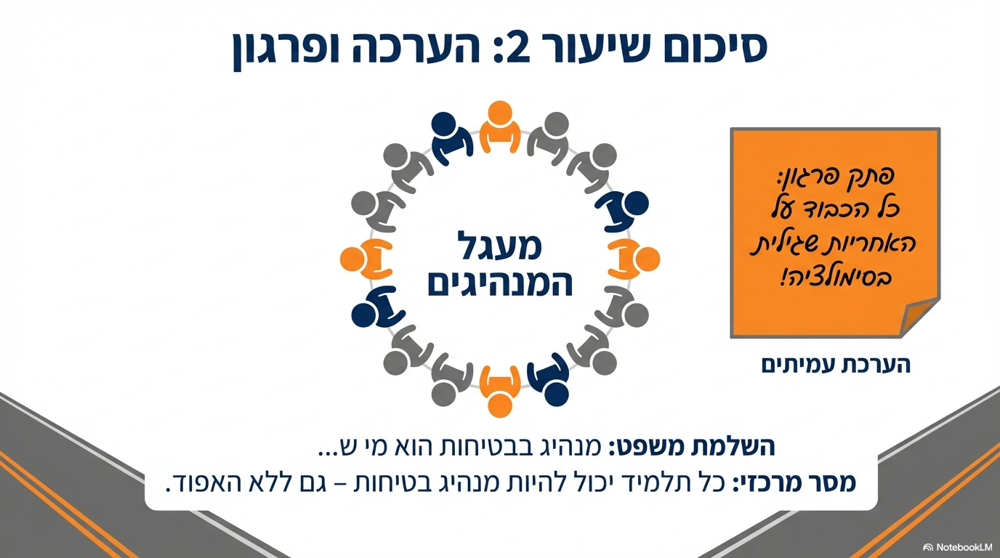 סיכום שיעור 2: הערכה ופרגון
מעגל
המנהיגים
פתק פרגון:
כל הכבוד על
האחריות שגילית
בסימולציה!
הערכת עמיתים
השלמת משפט: מנהיג בבטיחות הוא מי ש...
מסר מרכזי: כל תלמיד יכול להיות מנהיג בטיחות – גם ללא האפוד.
NotebookLM